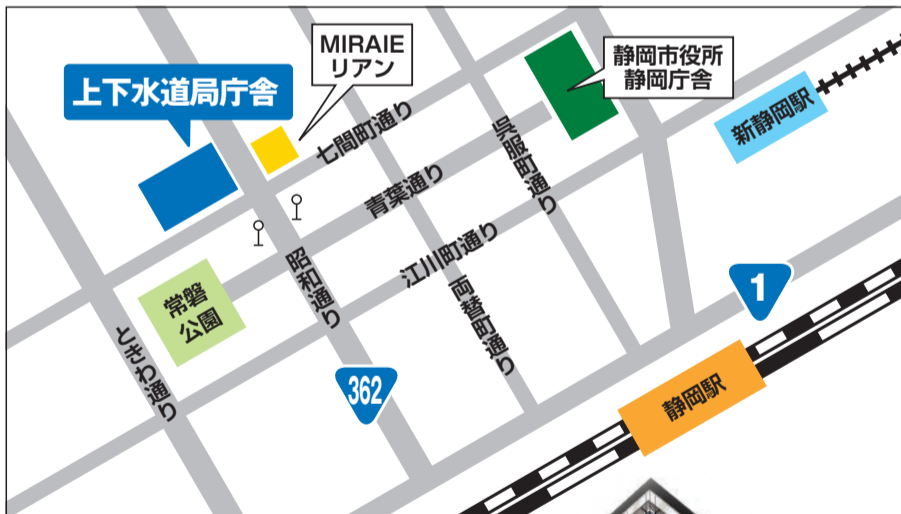 MIRAIE
リアン
静岡市役所
静岡庁舎
上下水道局庁舎
新静岡駅
七間町通り
呉服町通り
青葉通り
江川町通り
昭和通り
両替町通り
常磐
公園
ときわ通り
1
362
静岡駅